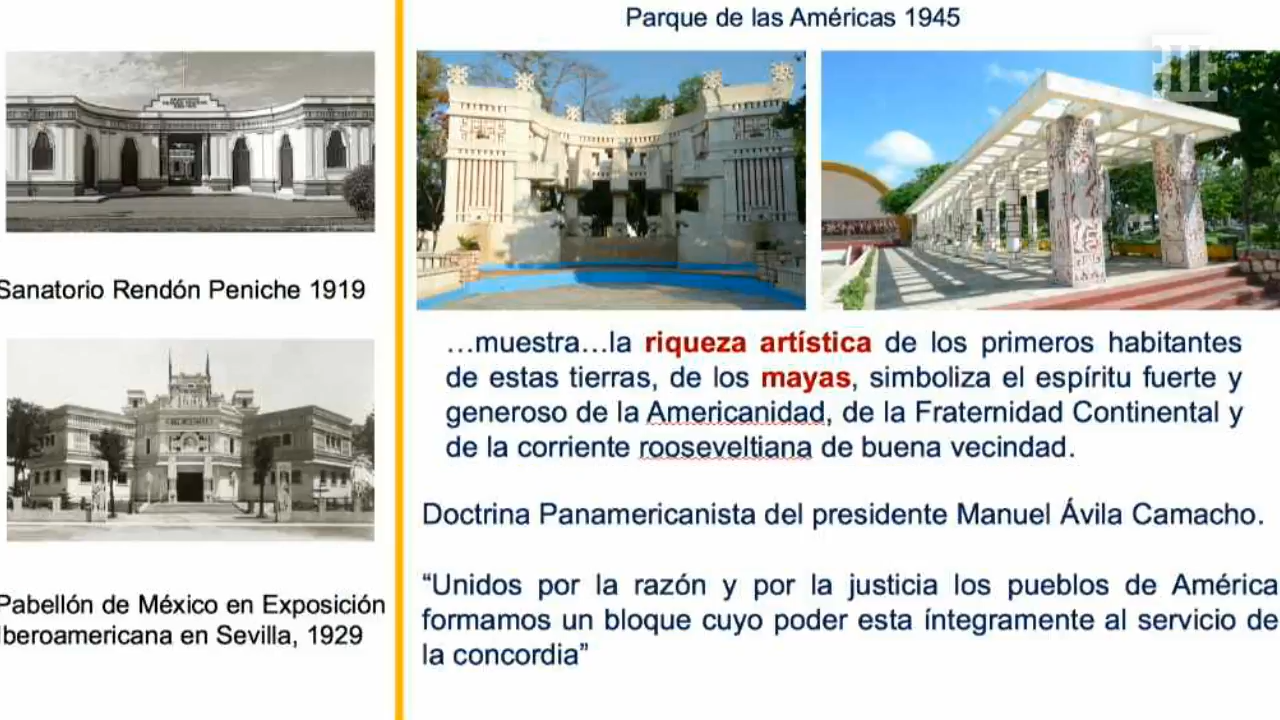 Parque de las Américas 1945
Sanatorio Rendón Peniche 1919
Pabellón de México en Exposición
Iberoamericana en Sevilla, 1929
…muestra…la riqueza artística de los primeros habitantes
de estas tierras, de los mayas, simboliza el espíritu fuerte y
generoso de la Americanidad, de la Fraternidad Continental y
de la corriente rooseveltiana de buena vecindad.
Doctrina Panamericanista del presidente Manuel Ávila Camacho.
“Unidos por la razón y por la justicia los pueblos de América
formamos un bloque cuyo poder esta íntegramente al servicio de
la concordia”